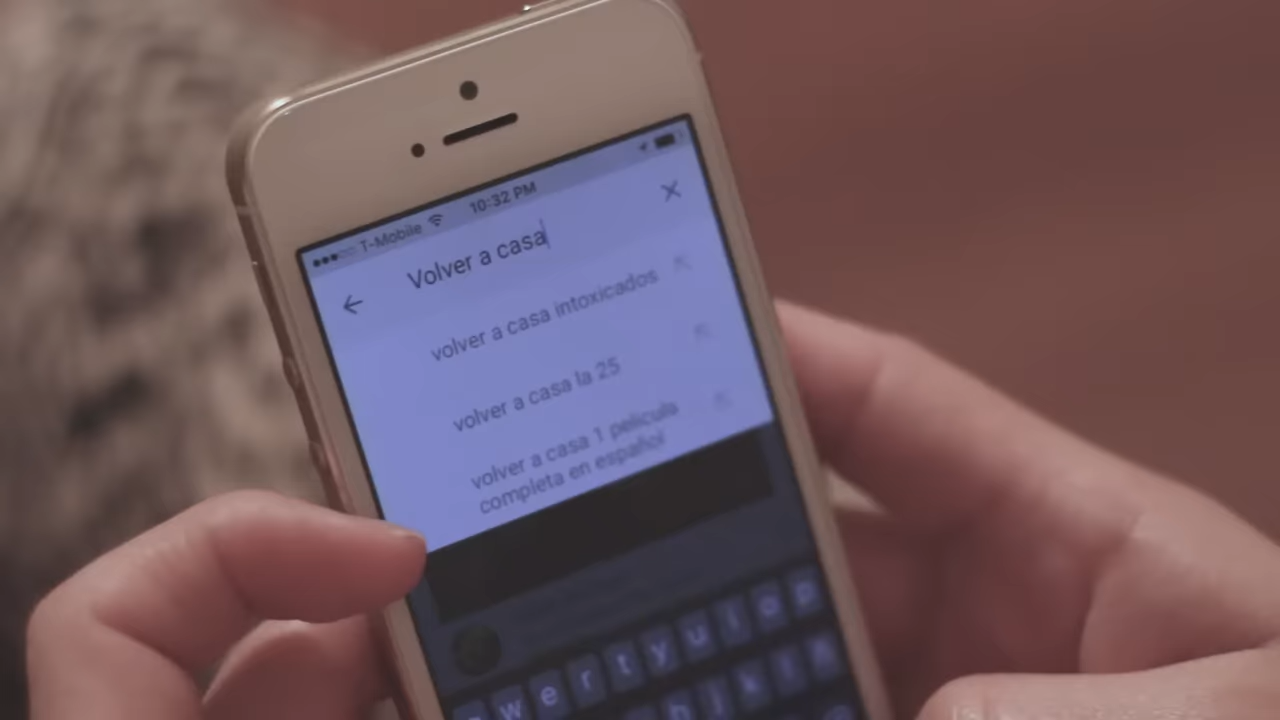 T-Mobile 10:32 PM
Volver a casa
volver a casa intoxicados
volver a casa la 25
volver a casa 1 pelicula
completa en español
w e r t y u i o p
h j k l